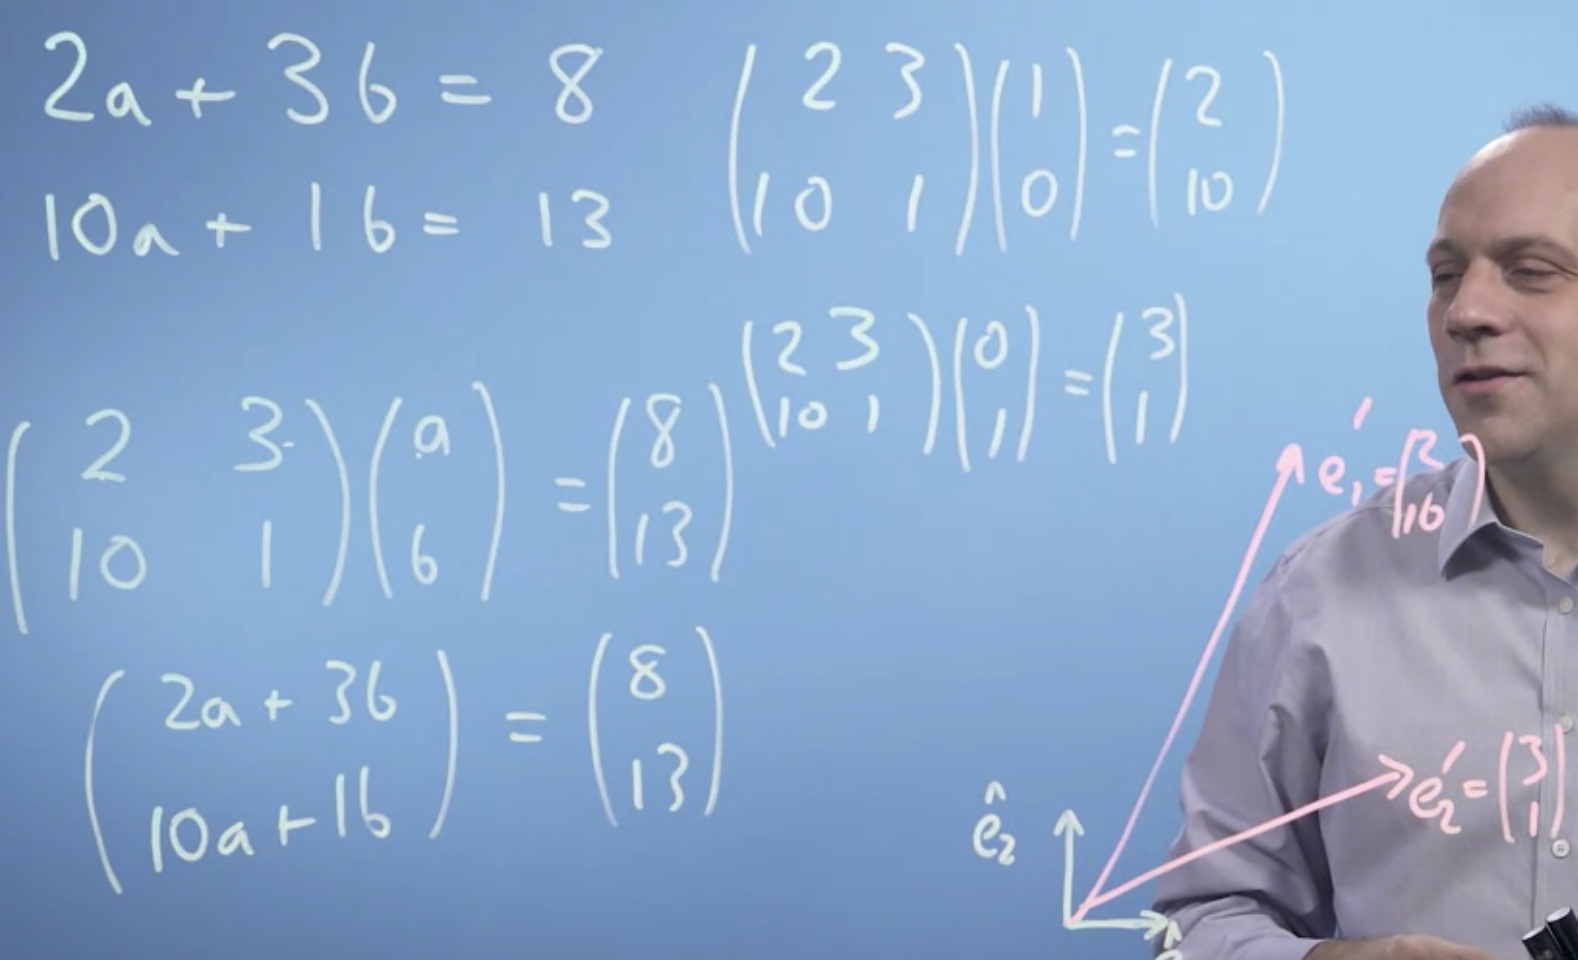 2a + 3b = 8
10a + 1b = 13
( 2 3 ; 10 1 ) ( a ; b ) = ( 8 ; 13 )
( 2a + 3b ; 10a + 1b ) = ( 8 ; 13 )
( 2 3 ; 10 1 ) ( 1 ; 0 ) = ( 2 ; 10 )
( 2 3 ; 10 1 ) ( 0 ; 1 ) = ( 3 ; 1 )
e₁′ = ( 2 ; 10 )
e₂′ = ( 3 ; 1 )
ê₂